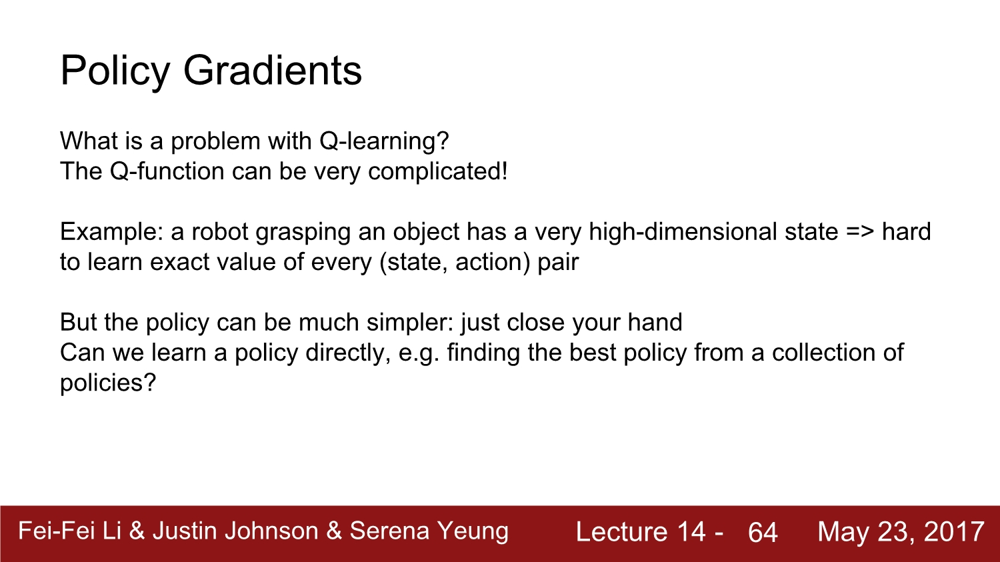 Policy Gradients
What is a problem with Q-learning?
The Q-function can be very complicated!
Example: a robot grasping an object has a very high-dimensional state => hard
to learn exact value of every (state, action) pair
But the policy can be much simpler: just close your hand
Can we learn a policy directly, e.g. finding the best policy from a collection of
policies?
Fei-Fei Li & Justin Johnson & Serena Yeung Lecture 14 - 64 May 23, 2017